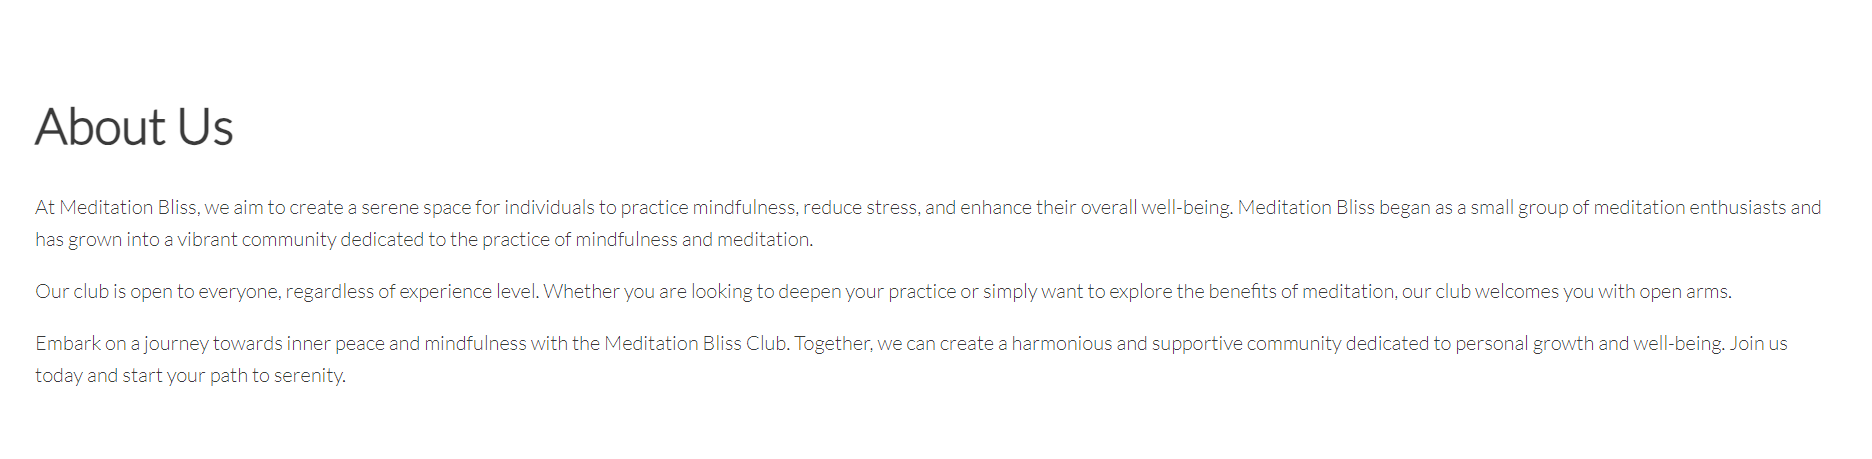 About Us
At Meditation Bliss, we aim to create a serene space for individuals to practice mindfulness, reduce stress, and enhance their overall well-being. Meditation Bliss began as a small group of meditation enthusiasts and
has grown into a vibrant community dedicated to the practice of mindfulness and meditation.
Our club is open to everyone, regardless of experience level. Whether you are looking to deepen your practice or simply want to explore the benefits of meditation, our club welcomes you with open arms.
Embark on a journey towards inner peace and mindfulness with the Meditation Bliss Club. Together, we can create a harmonious and supportive community dedicated to personal growth and well-being. Join us
today and start your path to serenity.